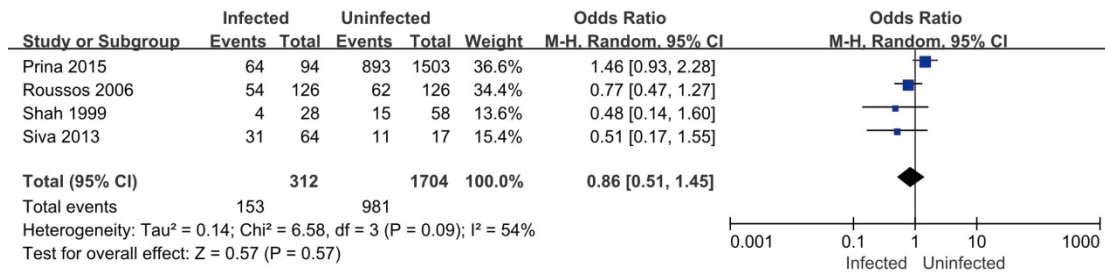 Infected Uninfected Odds Ratio Odds Ratio
Study or Subgroup Events Total Events Total Weight M-H, Random, 95% CI M-H, Random, 95% CI
Prina 2015 64 94 893 1503 36.6% 1.46 [0.93, 2.28]
Roussos 2006 54 126 62 126 34.4% 0.77 [0.47, 1.27]
Shah 1999 4 28 15 58 13.6% 0.48 [0.14, 1.60]
Siva 2013 31 64 11 17 15.4% 0.51 [0.17, 1.55]
Total (95% CI) 312 1704 100.0% 0.86 [0.51, 1.45]
Total events 153 981
Heterogeneity: Tau² = 0.14; Chi² = 6.58, df = 3 (P = 0.09); I² = 54%
Test for overall effect: Z = 0.57 (P = 0.57)
0.001 0.1 1 10 1000
Infected Uninfected